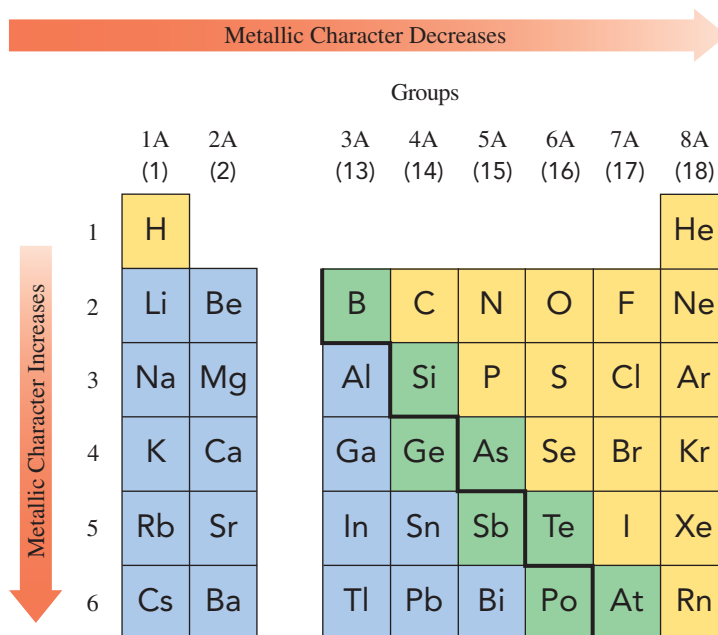 Metallic Character Decreases
Groups
1A 2A 3A 4A 5A 6A 7A 8A
(1) (2) (13) (14) (15) (16) (17) (18)
Metallic Character Increases
1 H He
2 Li Be B C N O F Ne
3 Na Mg Al Si P S Cl Ar
4 K Ca Ga Ge As Se Br Kr
5 Rb Sr In Sn Sb Te I Xe
6 Cs Ba Tl Pb Bi Po At Rn